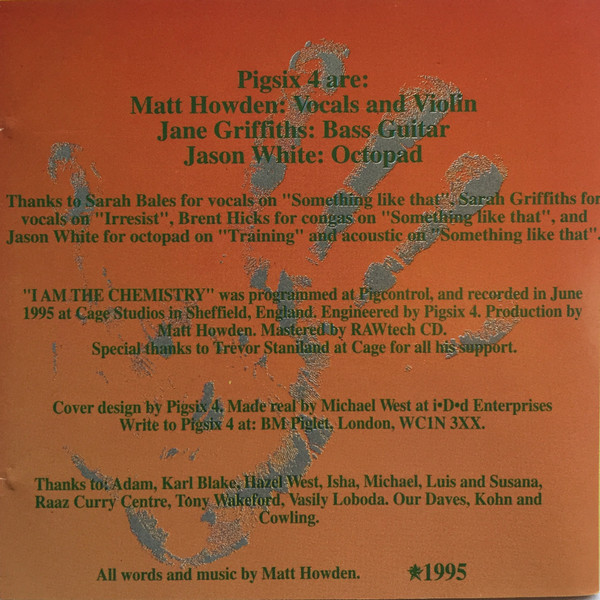 Pigsix 4 are:
Matt Howden: Vocals and Violin
Jane Griffiths: Bass Guitar
Jason White: Octopad
Thanks to Sarah Bales for vocals on "Something like that", Sarah Griffiths for
vocals on "Irresist", Brent Hicks for congas on "Something like that", and
Jason White for octopad on "Training" and acoustic on "Something like that".
"I AM THE CHEMISTRY" was programmed at Pigcontrol, and recorded in June
1995 at Cage Studios in Sheffield, England. Engineered by Pigsix 4. Production by
Matt Howden. Mastered by RAWtech CD.
Special thanks to Trevor Staniland at Cage for all his support.
Cover design by Pigsix 4. Made real by Michael West at i•D•d Enterprises
Write to Pigsix 4 at: BM Piglet, London, WC1N 3XX.
Thanks to: Adam, Karl Blake, Hazel West, Isha, Michael, Luis and Susana,
Raaz Curry Centre, Tony Wakeford, Vasily Loboda. Our Daves, Kohn and
Cowling.
All words and music by Matt Howden. ✯1995